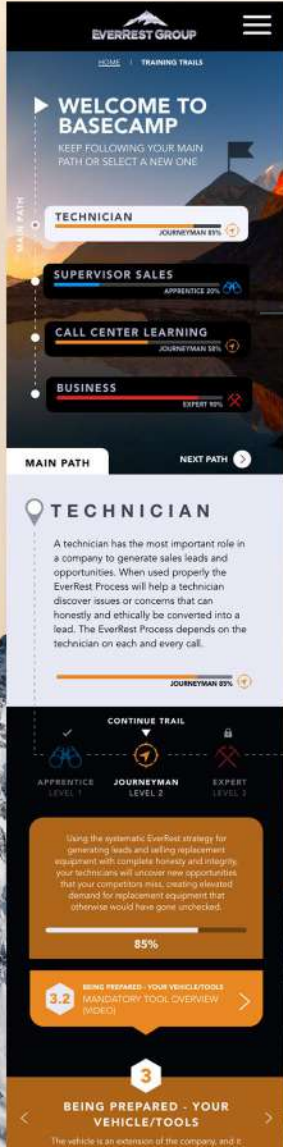 EVERREST GROUP
HOME | TRAINING TRAILS
WELCOME TO
BASECAMP
KEEP FOLLOWING YOUR MAIN
PATH OR SELECT A NEW ONE
MAIN PATH
TECHNICIAN
JOURNEYMAN 85%
SUPERVISOR SALES
APPRENTICE 20%
CALL CENTER LEARNING
JOURNEYMAN 58%
BUSINESS
EXPERT 90%
MAIN PATH
NEXT PATH
TECHNICIAN
A technician has the most important role in
a company to generate sales leads and
opportunities. When used properly the
EverRest Process will help a technician
discover issues or concerns that can
honestly and ethically be converted into a
lead. The EverRest Process depends on the
technician on each and every call.
JOURNEYMAN 85%
CONTINUE TRAIL
APPRENTICE JOURNEYMAN EXPERT
LEVEL 1 LEVEL 2 LEVEL 3
Using the systematic EverRest strategy for
generating leads and selling replacement
equipment with complete honesty and integrity,
your technicians will uncover new opportunities
that your competitors miss, creating elevated
demand for replacement equipment that
otherwise would have gone unchecked.
85%
3.2
BEING PREPARED - YOUR VEHICLE/TOOLS
MANDATORY TOOL OVERVIEW
(VIDEO)
3
BEING PREPARED - YOUR
VEHICLE/TOOLS
The vehicle is an extension of the company, and it